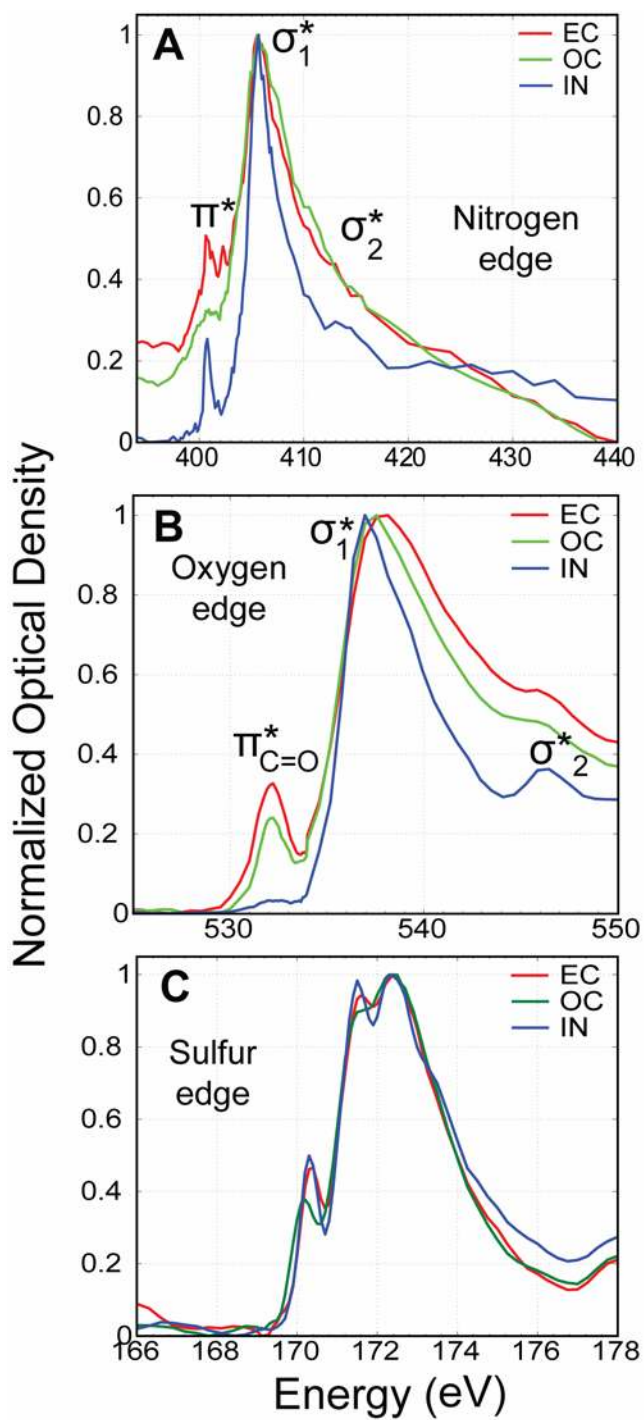 Normalized Optical Density
A
σ*1
EC
OC
IN
π*
σ*2
Nitrogen
edge
1
0.8
0.6
0.4
0.2
0
400
410
420
430
440
B
σ*1
EC
OC
IN
Oxygen
edge
π*C=O
σ*2
1
0.8
0.6
0.4
0.2
0
530
540
550
C
EC
OC
IN
Sulfur
edge
1
0.8
0.6
0.4
0.2
0
166
168
170
172
174
176
178
Energy (eV)